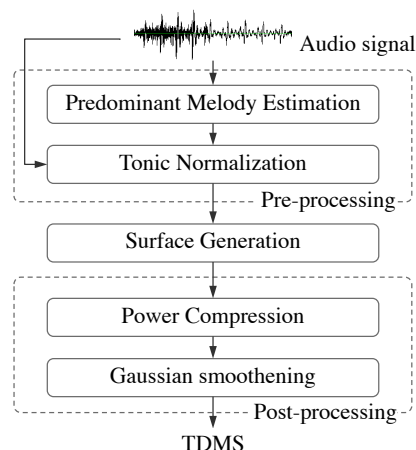 Audio signal
Predominant Melody Estimation
Tonic Normalization
Pre-processing
Surface Generation
Power Compression
Gaussian smoothening
Post-processing
TDMS